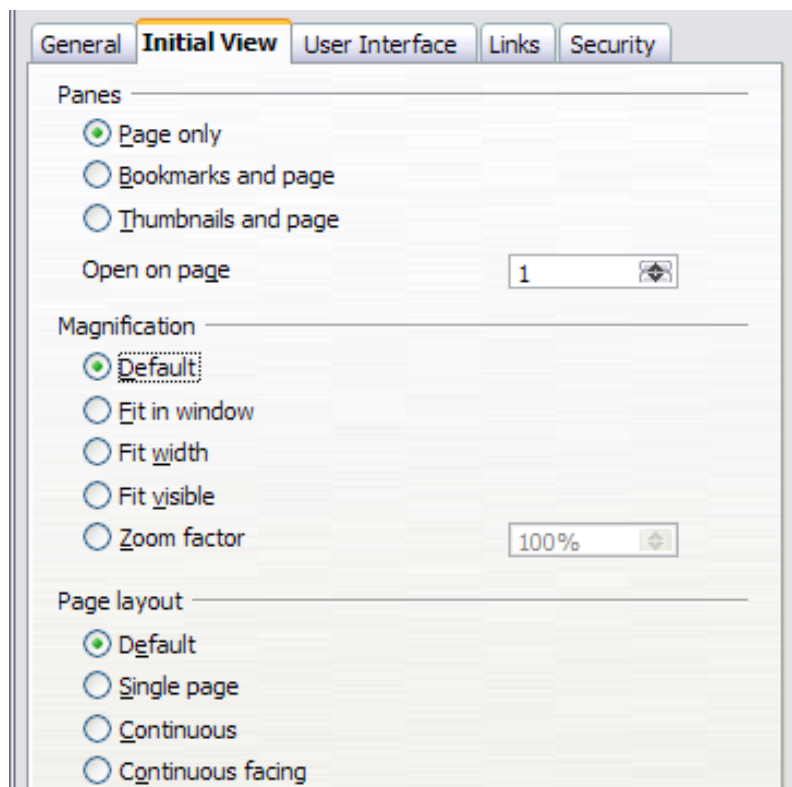 General Initial View User Interface Links Security
Panes
Page only
Bookmarks and page
Thumbnails and page
Open on page 1
Magnification
Default
Fit in window
Fit width
Fit visible
Zoom factor 100%
Page layout
Default
Single page
Continuous
Continuous facing